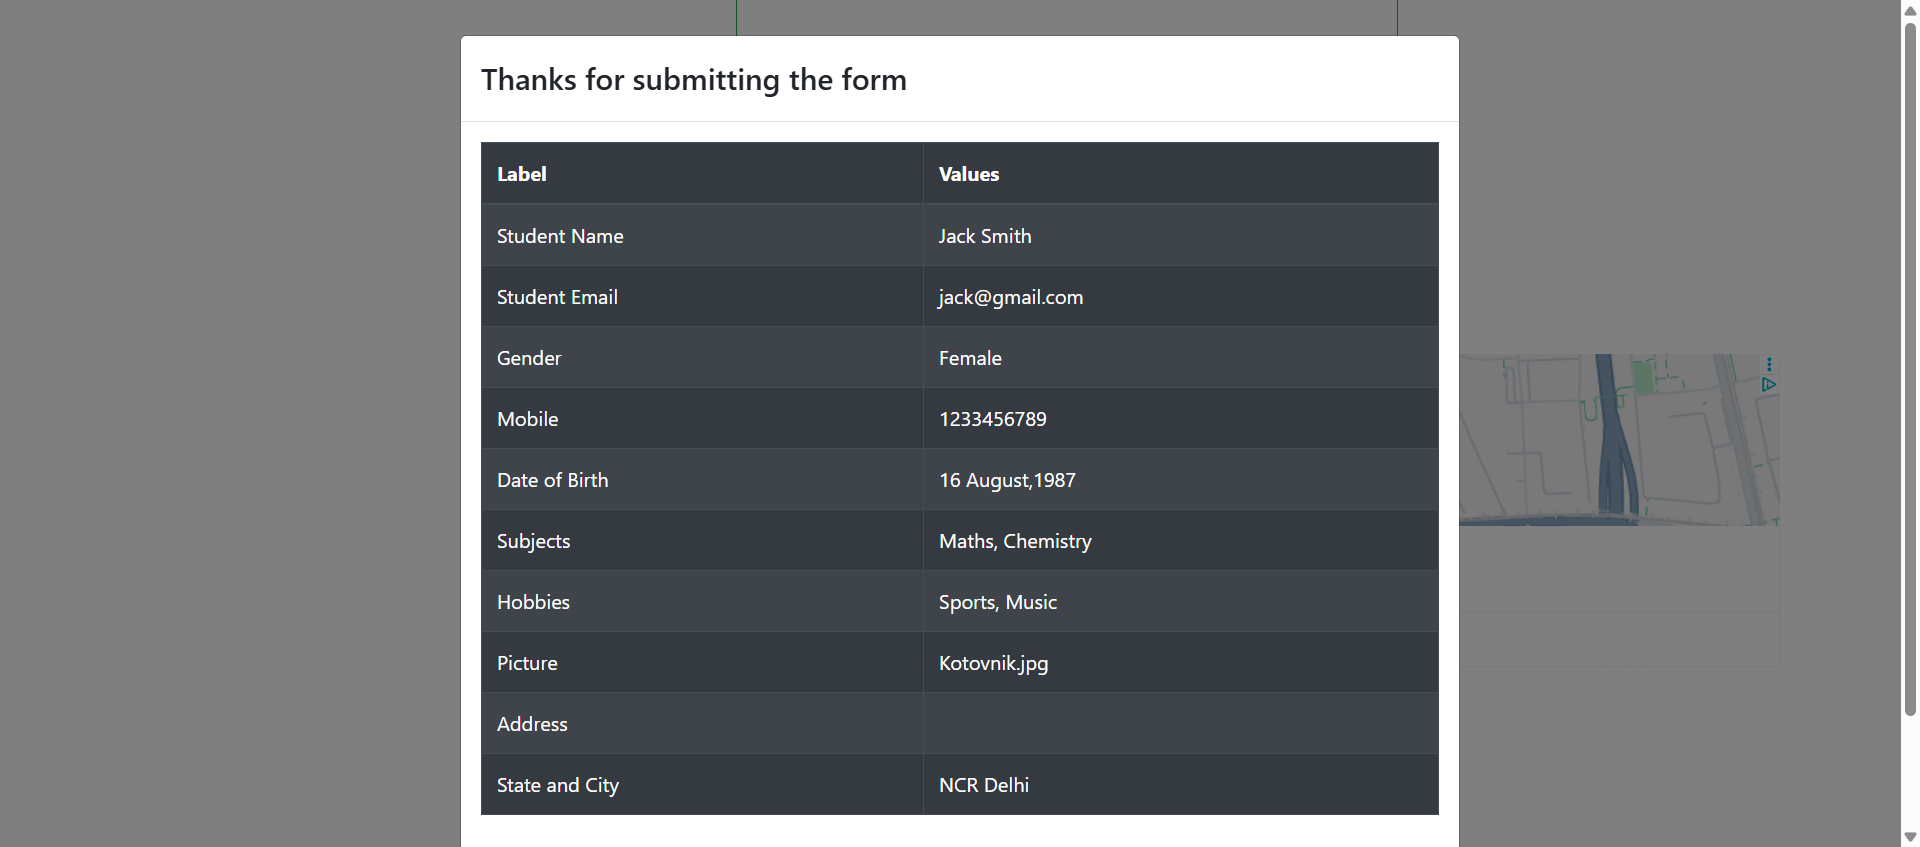 Thanks for submitting the form
Label Values
Student Name Jack Smith
Student Email jack@gmail.com
Gender Female
Mobile 1233456789
Date of Birth 16 August,1987
Subjects Maths, Chemistry
Hobbies Sports, Music
Picture Kotovnik.jpg
Address
State and City NCR Delhi